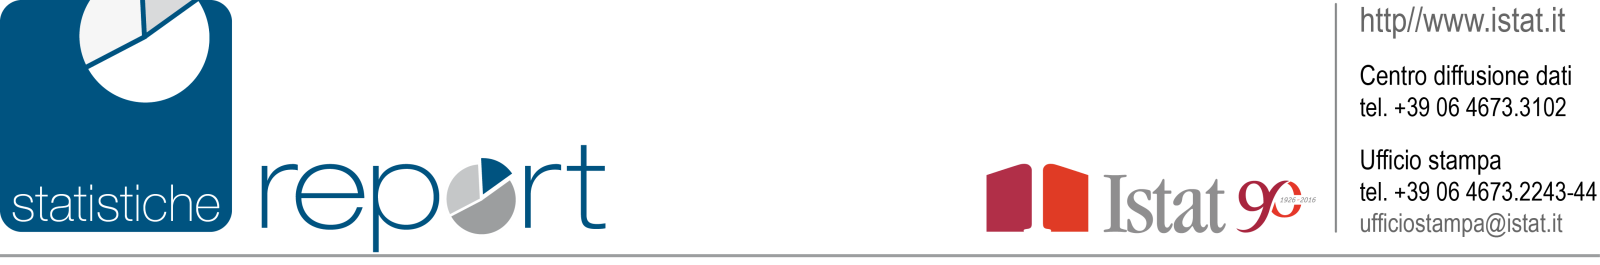 statistiche
report
Istat 90
1926-2016
http//www.istat.it
Centro diffusione dati
tel. +39 06 4673.3102
Ufficio stampa
tel. +39 06 4673.2243-44
ufficiostampa@istat.it